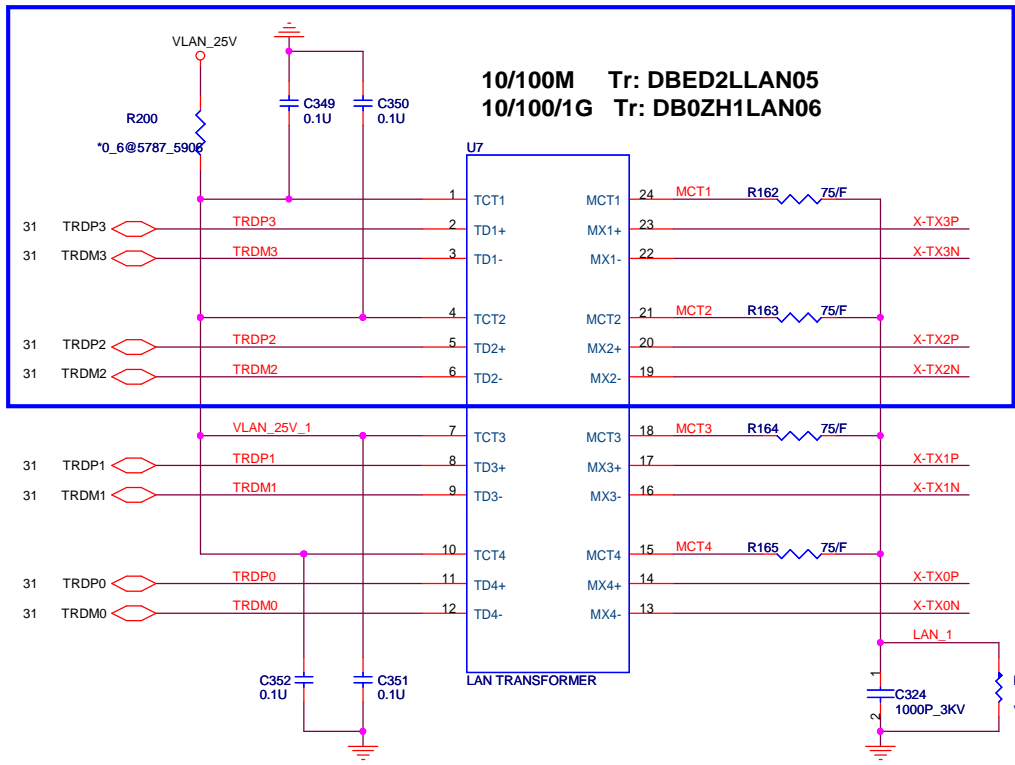 VLAN_25V
10/100M Tr: DBED2LLAN05
10/100/1G Tr: DB0ZH1LAN06
C349
0.1U
C350
0.1U
R200
*0_6@5787_5906
U7
1 TCT1 MCT1 24 MCT1 R162 75/F
31 TRDP3 TRDP3 2 TD1+ MX1+ 23 X-TX3P
31 TRDM3 TRDM3 3 TD1- MX1- 22 X-TX3N
4 TCT2 MCT2 21 MCT2 R163 75/F
31 TRDP2 TRDP2 5 TD2+ MX2+ 20 X-TX2P
31 TRDM2 TRDM2 6 TD2- MX2- 19 X-TX2N
VLAN_25V_1 7 TCT3 MCT3 18 MCT3 R164 75/F
31 TRDP1 TRDP1 8 TD3+ MX3+ 17 X-TX1P
31 TRDM1 TRDM1 9 TD3- MX3- 16 X-TX1N
10 TCT4 MCT4 15 MCT4 R165 75/F
31 TRDP0 TRDP0 11 TD4+ MX4+ 14 X-TX0P
31 TRDM0 TRDM0 12 TD4- MX4- 13 X-TX0N
LAN_1
C352
0.1U
C351
0.1U
LAN TRANSFORMER
1
C324
1000P_3KV
2